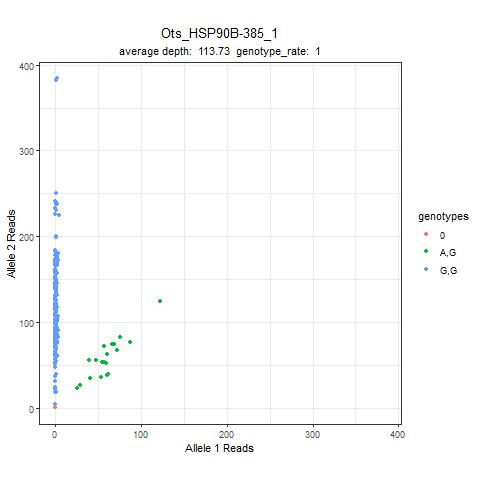 Ots_HSP90B-385_1
average depth: 113.73 genotype_rate: 1
400
300
200
100
0
Allele 2 Reads
0 100 200 300 400
Allele 1 Reads
genotypes
0
A,G
G,G